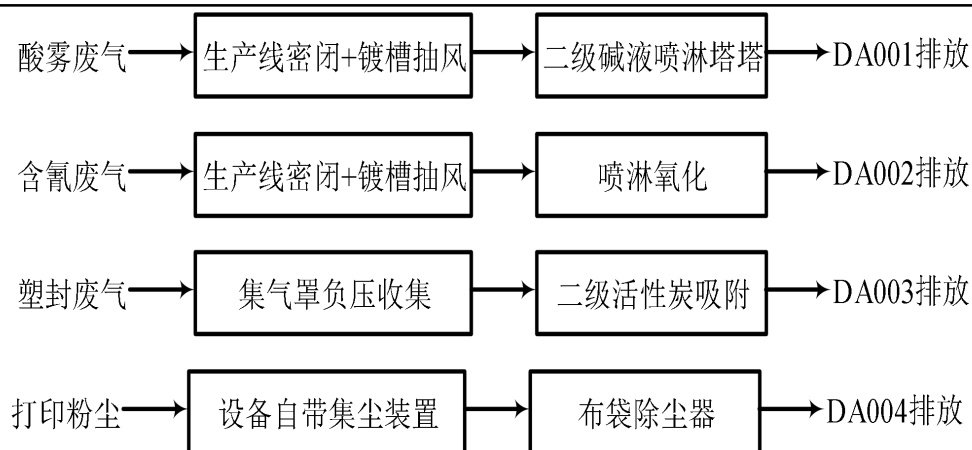 酸雾废气 生产线密闭+镀槽抽风 二级碱液喷淋塔塔 DA001排放
含氰废气 生产线密闭+镀槽抽风 喷淋氧化 DA002排放
塑封废气 集气罩负压收集 二级活性炭吸附 DA003排放
打印粉尘 设备自带集尘装置 布袋除尘器 DA004排放